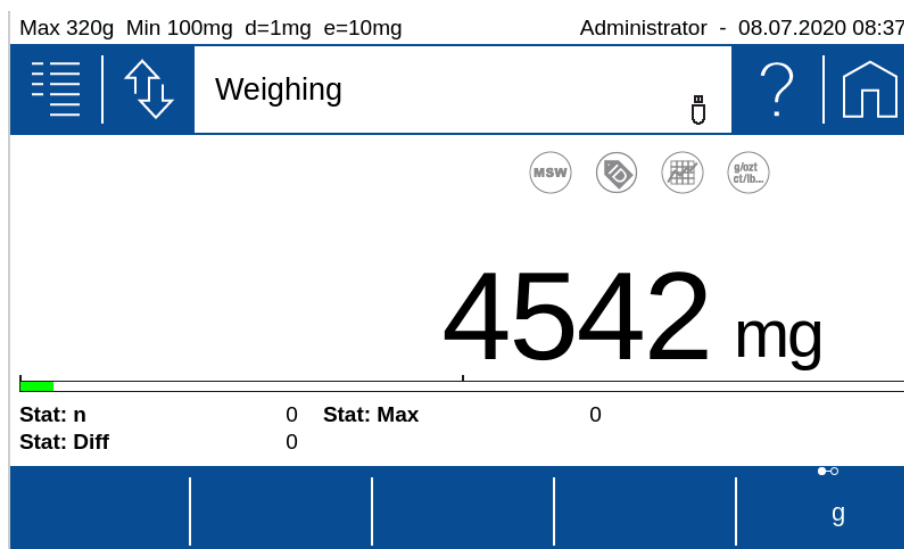 Max 320g Min 100mg d=1mg e=10mg Administrator - 08.07.2020 08:37
Weighing ?
MSW ID g/ozt
ct/lb...
4542 mg
Stat: n 0 Stat: Max 0
Stat: Diff 0
g